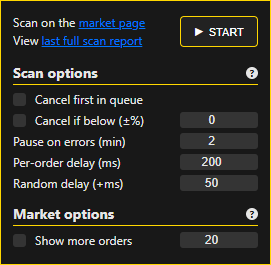 Scan on the market page
View last full scan report
► START
Scan options
?
Cancel first in queue
Cancel if below (±%) 0
Pause on errors (min) 2
Per-order delay (ms) 200
Random delay (+ms) 50
Market options
?
Show more orders 20